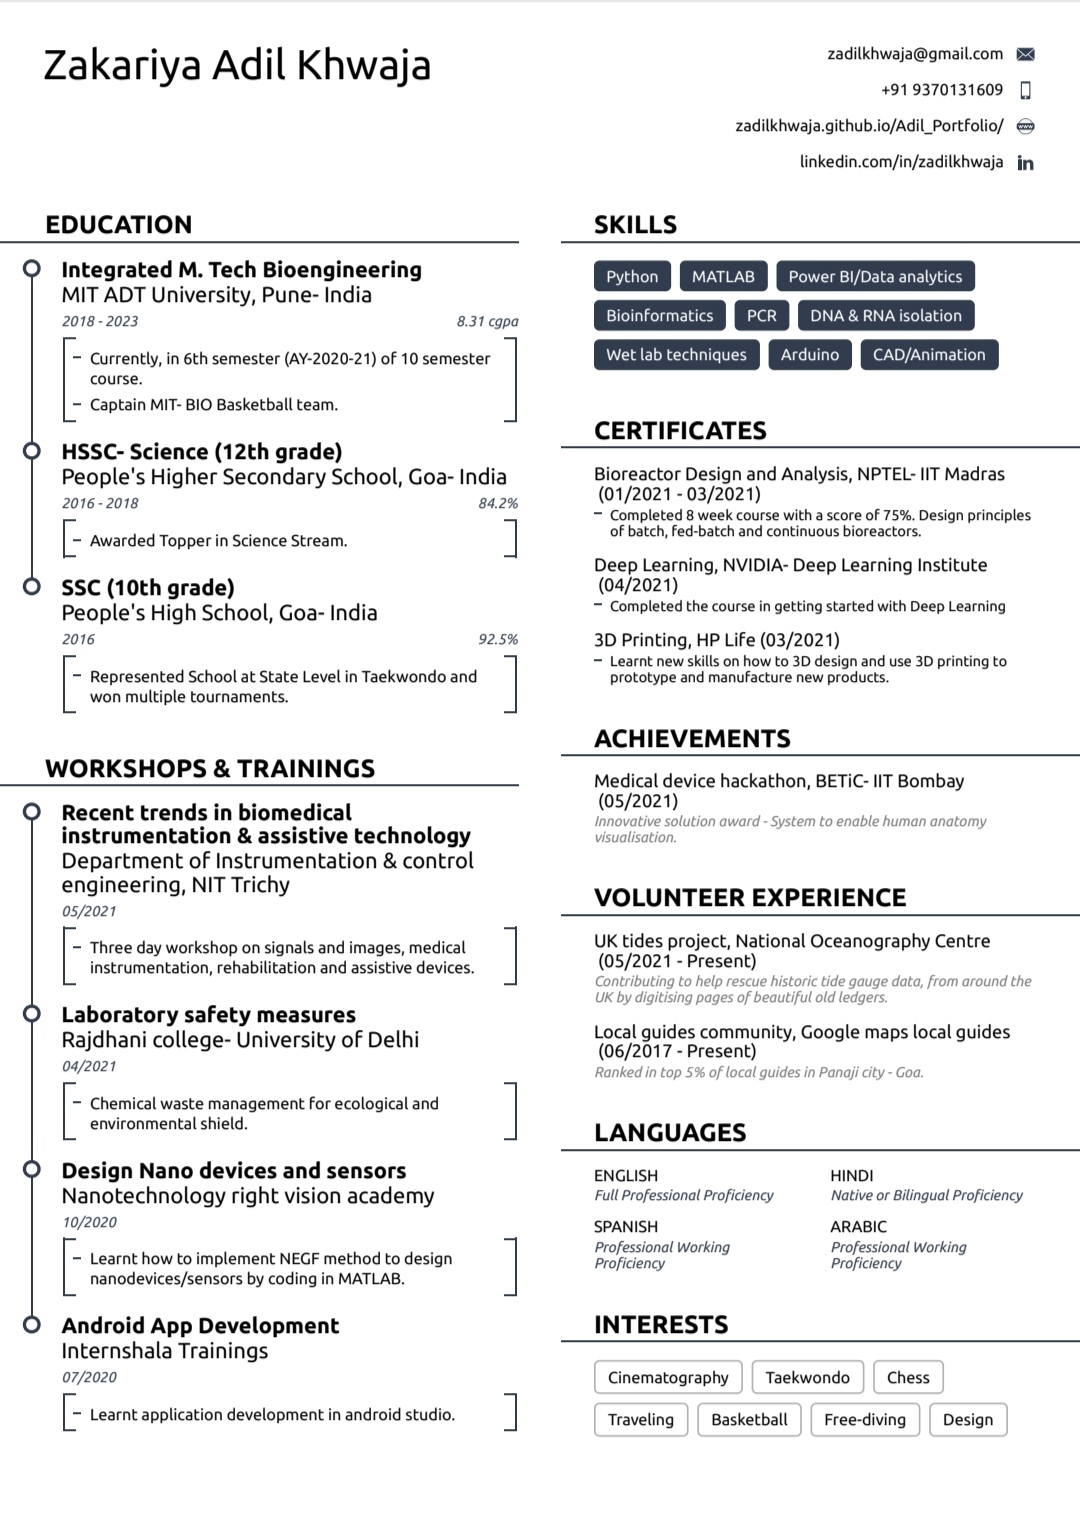 Zakariya Adil Khwaja
zadilkhwaja@gmail.com
+91 9370131609
zadilkhwaja.github.io/Adil_Portfolio/
linkedin.com/in/zadilkhwaja
EDUCATION
Integrated M. Tech Bioengineering
MIT ADT University, Pune- India
2018 - 2023 8.31 cgpa
– Currently, in 6th semester (AY-2020-21) of 10 semester
course.
– Captain MIT- BIO Basketball team.
HSSC- Science (12th grade)
People's Higher Secondary School, Goa- India
2016 - 2018 84.2%
– Awarded Topper in Science Stream.
SSC (10th grade)
People's High School, Goa- India
2016 92.5%
– Represented School at State Level in Taekwondo and
won multiple tournaments.
WORKSHOPS & TRAININGS
Recent trends in biomedical
instrumentation & assistive technology
Department of Instrumentation & control
engineering, NIT Trichy
05/2021
– Three day workshop on signals and images, medical
instrumentation, rehabilitation and assistive devices.
Laboratory safety measures
Rajdhani college- University of Delhi
04/2021
– Chemical waste management for ecological and
environmental shield.
Design Nano devices and sensors
Nanotechnology right vision academy
10/2020
– Learnt how to implement NEGF method to design
nanodevices/sensors by coding in MATLAB.
Android App Development
Internshala Trainings
07/2020
– Learnt application development in android studio.
SKILLS
Python MATLAB Power BI/Data analytics
Bioinformatics PCR DNA & RNA isolation
Wet lab techniques Arduino CAD/Animation
CERTIFICATES
Bioreactor Design and Analysis, NPTEL- IIT Madras
(01/2021 - 03/2021)
– Completed 8 week course with a score of 75%. Design principles
of batch, fed-batch and continuous bioreactors.
Deep Learning, NVIDIA- Deep Learning Institute
(04/2021)
– Completed the course in getting started with Deep Learning
3D Printing, HP Life (03/2021)
– Learnt new skills on how to 3D design and use 3D printing to
prototype and manufacture new products.
ACHIEVEMENTS
Medical device hackathon, BETiC- IIT Bombay
(05/2021)
Innovative solution award - System to enable human anatomy
visualisation.
VOLUNTEER EXPERIENCE
UK tides project, National Oceanography Centre
(05/2021 - Present)
Contributing to help rescue historic tide gauge data, from around the
UK by digitising pages of beautiful old ledgers.
Local guides community, Google maps local guides
(06/2017 - Present)
Ranked in top 5% of local guides in Panaji city - Goa.
LANGUAGES
ENGLISH HINDI
Full Professional Proficiency Native or Bilingual Proficiency
SPANISH ARABIC
Professional Working Professional Working
Proficiency Proficiency
INTERESTS
Cinematography Taekwondo Chess
Traveling Basketball Free-diving Design